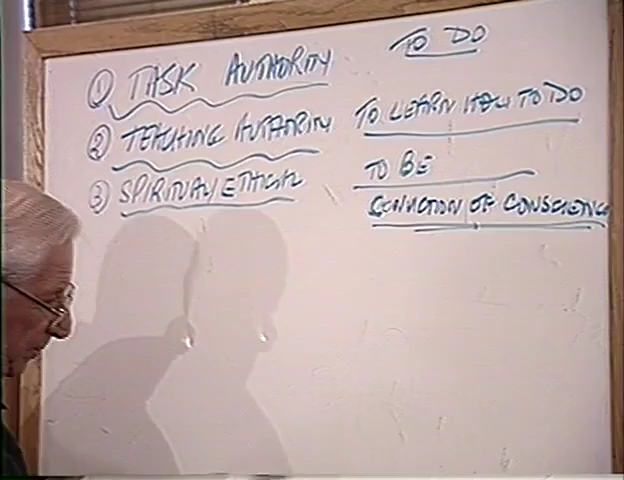 ① TASK AUTHORITY TO DO
② TEACHING AUTHORITY TO LEARN HOW TO DO
③ SPIRITUAL/ETHICAL TO BE
CONVICTION OF CONSCIENCE